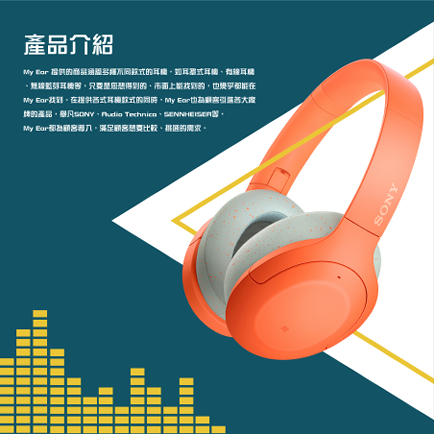 產品介紹
My Ear 提供的商品涵蓋多種不同款式的耳機，如耳罩式耳機、有線耳機
、無線藍芽耳機等，只要是您想得到的、市面上能找到的，也幾乎都能在
My Ear找到。在提供各式耳機款式的同時，My Ear也為顧客引進各大廠
牌的產品，舉凡SONY、Audio Technica、SENNHEISER等，
My Ear都為顧客導入，滿足顧客想要比較、挑選的需求。
SONY